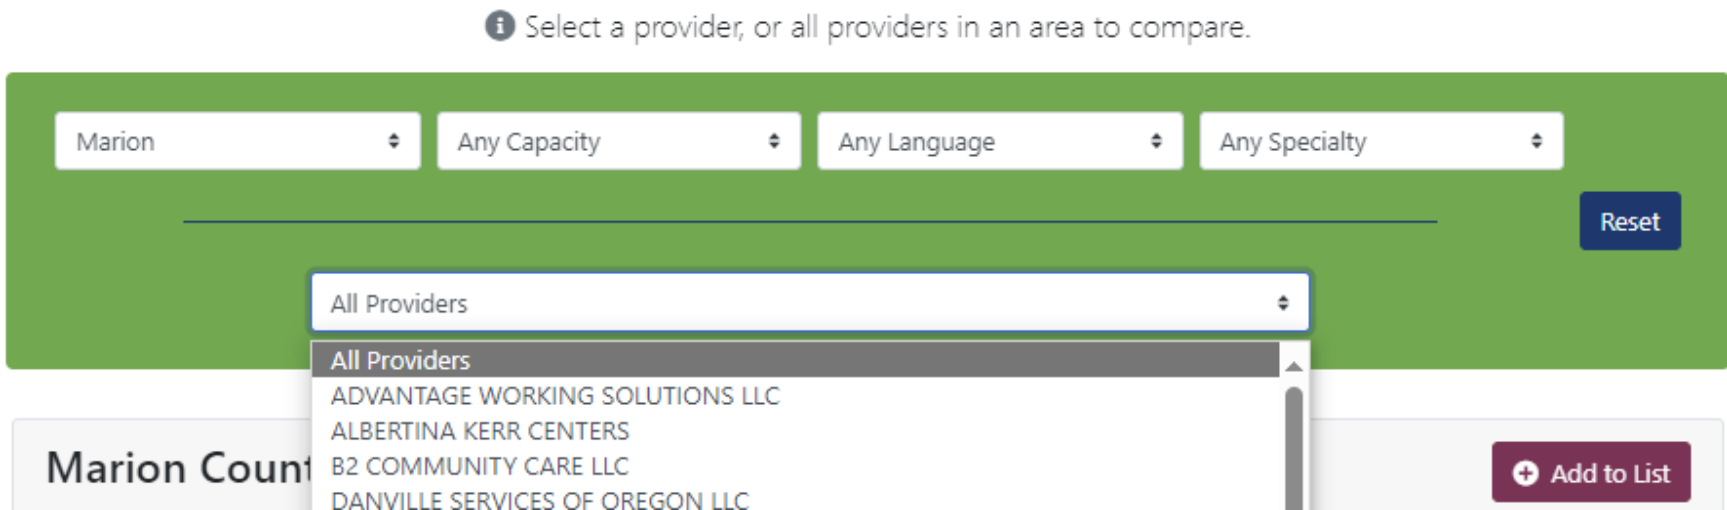 Select a provider, or all providers in an area to compare.
Marion
Any Capacity
Any Language
Any Specialty
Reset
All Providers
All Providers
ADVANTAGE WORKING SOLUTIONS LLC
ALBERTINA KERR CENTERS
B2 COMMUNITY CARE LLC
DANVILLE SERVICES OF OREGON LLC
Marion Count
Add to List